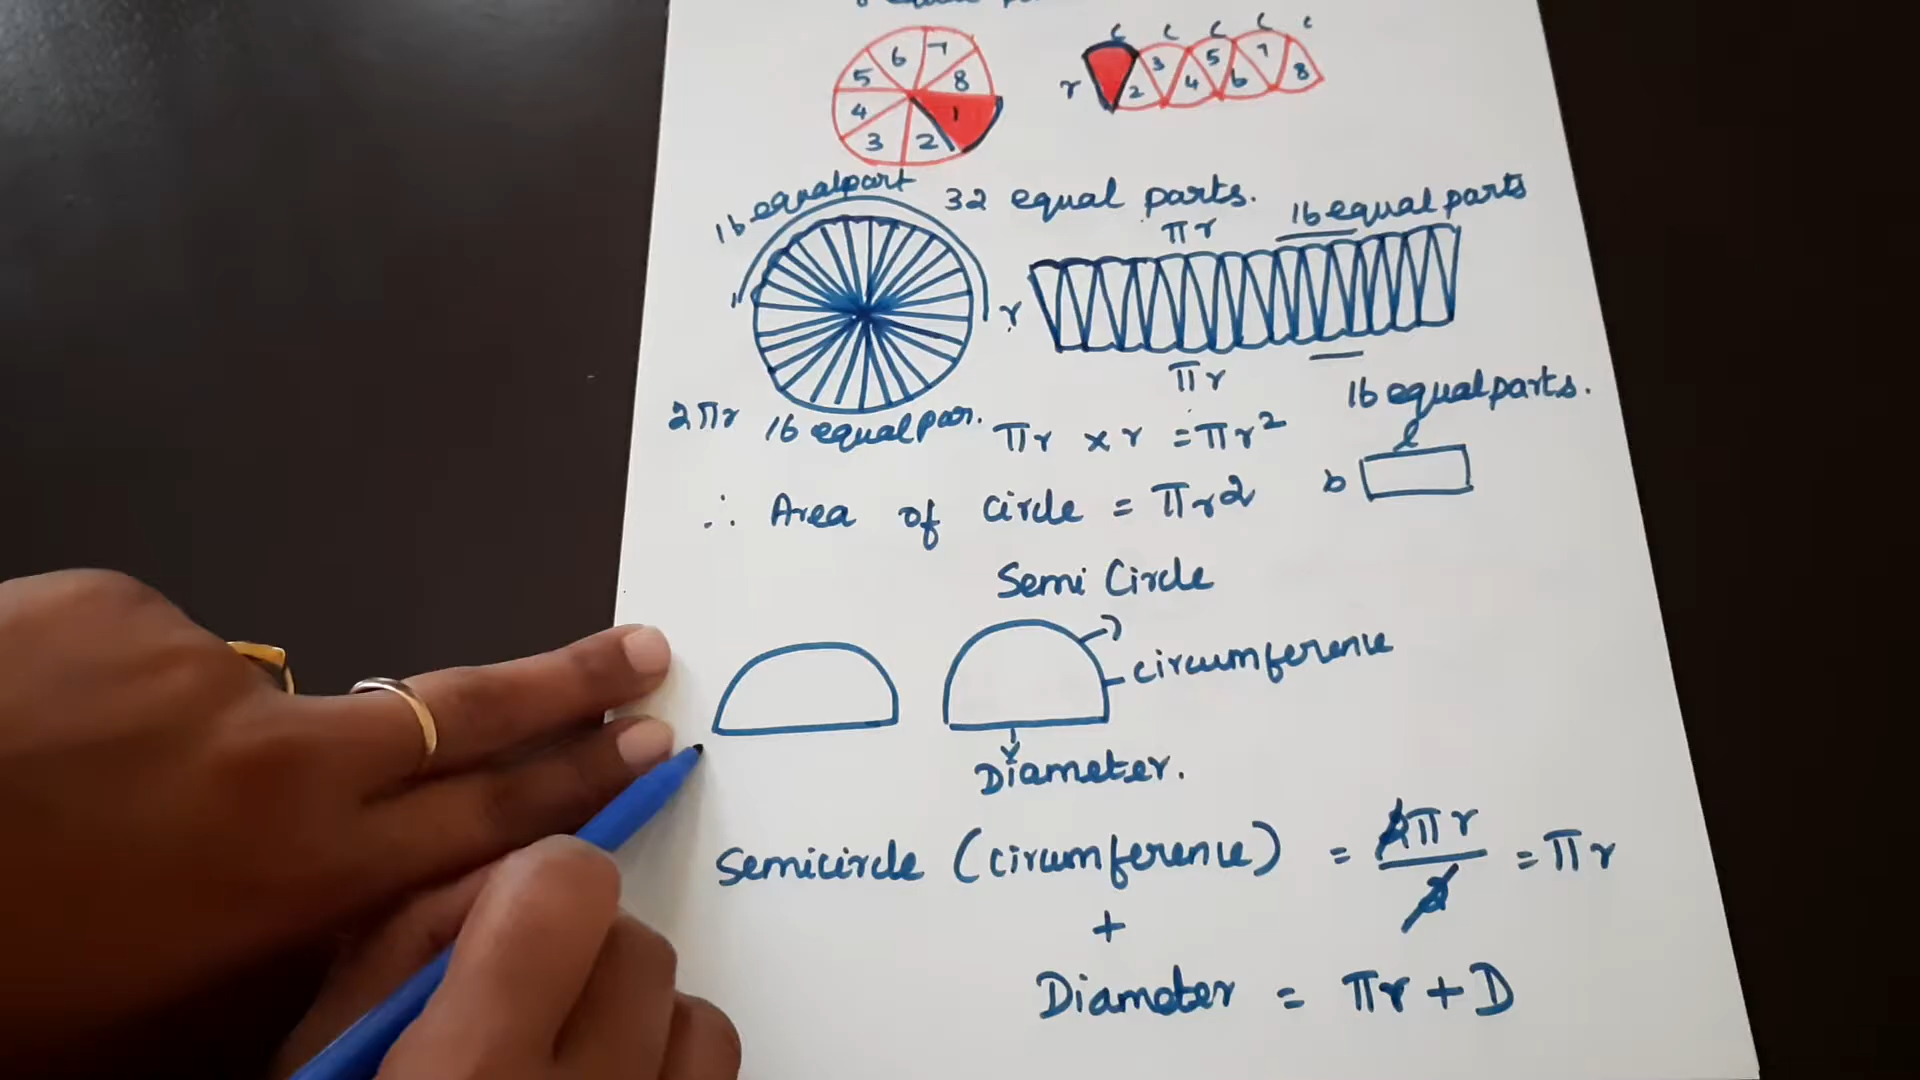 equal
6 7
5 8
4 1
3 2
c c c c c
r 3 5 7
2 4 6 8
16 equalpart
32 equal parts.
πr
16 equal parts
r
πr
16 equalparts.
2πr
16 equalpar.
πr x r = πr2
l
b
∴ Area of circle = πr2
Semi Circle
circumference
Diameter.
Semicircle (circumference) = 2πr/2 = πr
+
Diameter = πr + D